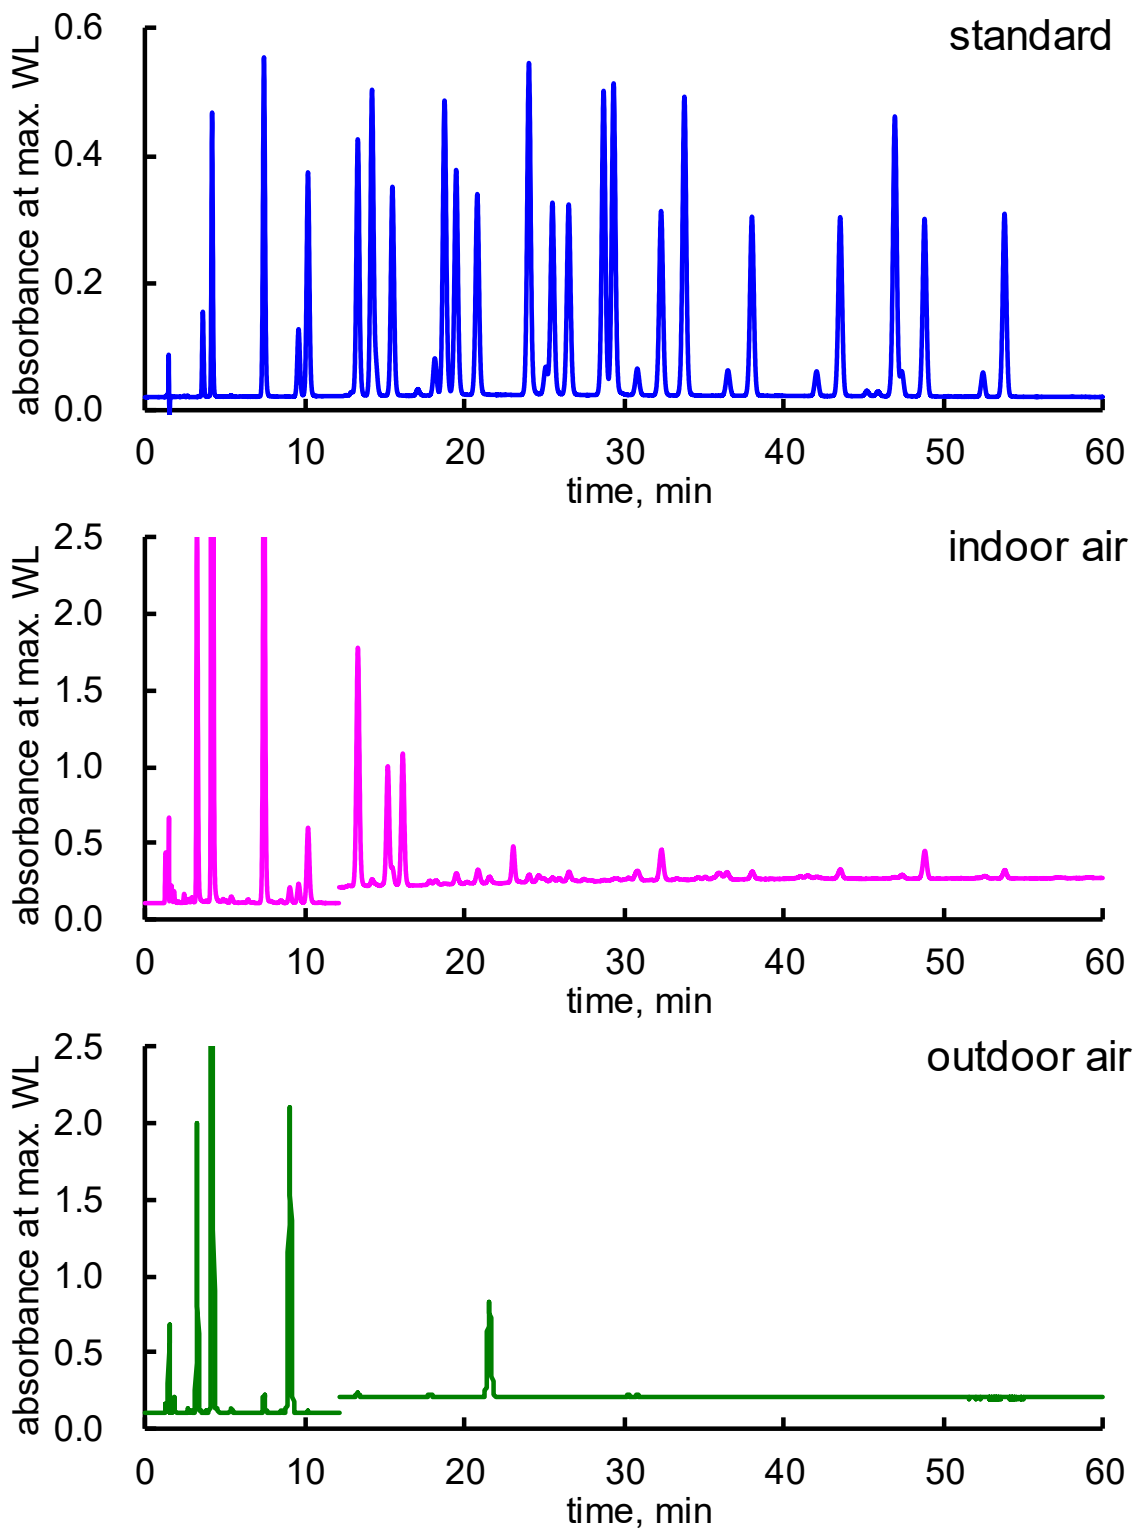 standard
absorbance at max. WL
0.6
0.4
0.2
0.0
0 10 20 30 40 50 60
time, min
indoor air
absorbance at max. WL
2.5
2.0
1.5
1.0
0.5
0.0
0 10 20 30 40 50 60
time, min
outdoor air
absorbance at max. WL
2.5
2.0
1.5
1.0
0.5
0.0
0 10 20 30 40 50 60
time, min